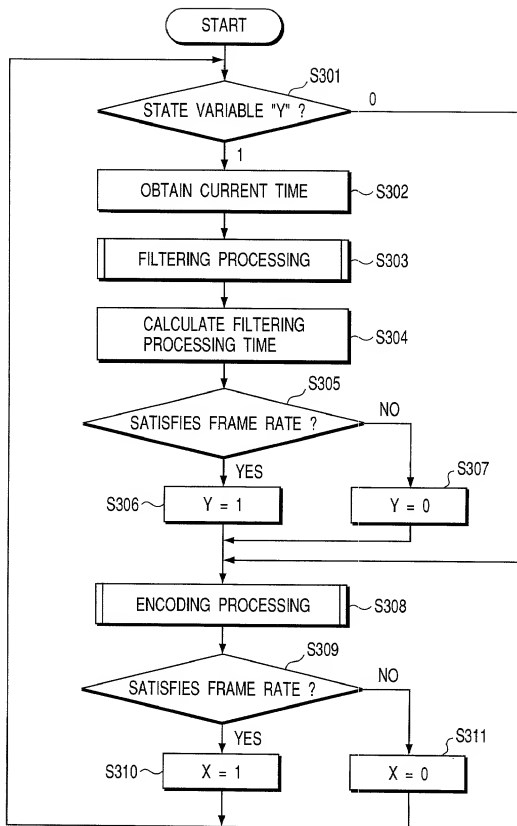 START
S301
STATE VARIABLE "Y" ?
0
1
OBTAIN CURRENT TIME
S302
FILTERING PROCESSING
S303
CALCULATE FILTERING
PROCESSING TIME
S304
S305
SATISFIES FRAME RATE ?
NO
YES
S307
S306
Y = 1
Y = 0
ENCODING PROCESSING
S308
S309
SATISFIES FRAME RATE ?
NO
YES
S311
S310
X = 1
X = 0